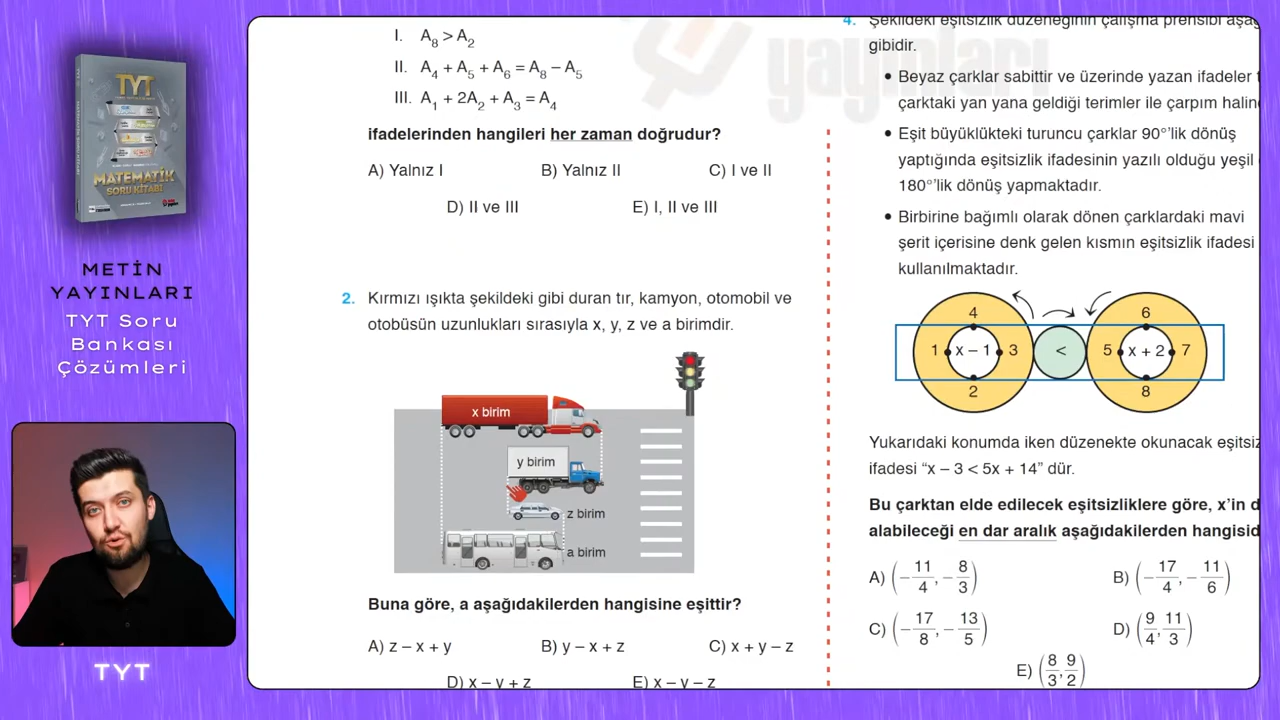 TYT
MATEMATİK
SORU KİTABI
METİN
YAYINLARI
TYT Soru
Bankası
Çözümleri
TYT
yayınları
I. A₈ > A₂
II. A₄ + A₅ + A₆ = A₈ – A₅
III. A₁ + 2A₂ + A₃ = A₄
ifadelerinden hangileri her zaman doğrudur?
A) Yalnız I B) Yalnız II C) I ve II
D) II ve III E) I, II ve III
2. Kırmızı ışıkta şekildeki gibi duran tır, kamyon, otomobil ve
otobüsün uzunlukları sırasıyla x, y, z ve a birimdir.
x birim
y birim
z birim
a birim
Buna göre, a aşağıdakilerden hangisine eşittir?
A) z – x + y B) y – x + z C) x + y – z
D) x – y + z E) x – y – z
4. Şekildeki eşitsizlik düzeneğinin çalışma prensibi
gibidir.
• Beyaz çarklar sabittir ve üzerinde yazan ifadeler
çarktaki yan yana geldiği terimler ile çarpım
• Eşit büyüklükteki turuncu çarklar 90°'lik dönüş
yaptığında eşitsizlik ifadesinin yazılı olduğu yeşil
180°'lik dönüş yapmaktadır.
• Birbirine bağımlı olarak dönen çarklardaki mavi
şerit içerisine denk gelen kısmın eşitsizlik ifadesi
kullanılmaktadır.
4 6
1 x – 1 3 < 5 x + 2 7
2 8
Yukarıdaki konumda iken düzenekte okunacak
ifadesi “x – 3 < 5x + 14” dür.
Bu çarktan elde edilecek eşitsizliklere göre, x'in
alabileceği en dar aralık aşağıdakilerden
A) (–11/4, –8/3) B) (–17/4, –11/6)
C) (–17/8, –13/5) D) (9/4, 11/3)
E) (8/3, 9/2)